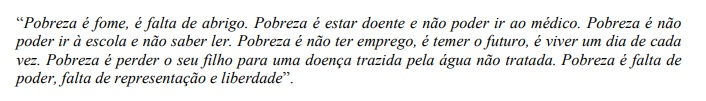 “Pobreza é fome, é falta de abrigo. Pobreza é estar doente e não poder ir ao médico. Pobreza é não
poder ir à escola e não saber ler. Pobreza é não ter emprego, é temer o futuro, é viver um dia de cada
vez. Pobreza é perder o seu filho para uma doença trazida pela água não tratada. Pobreza é falta de
poder, falta de representação e liberdade”.